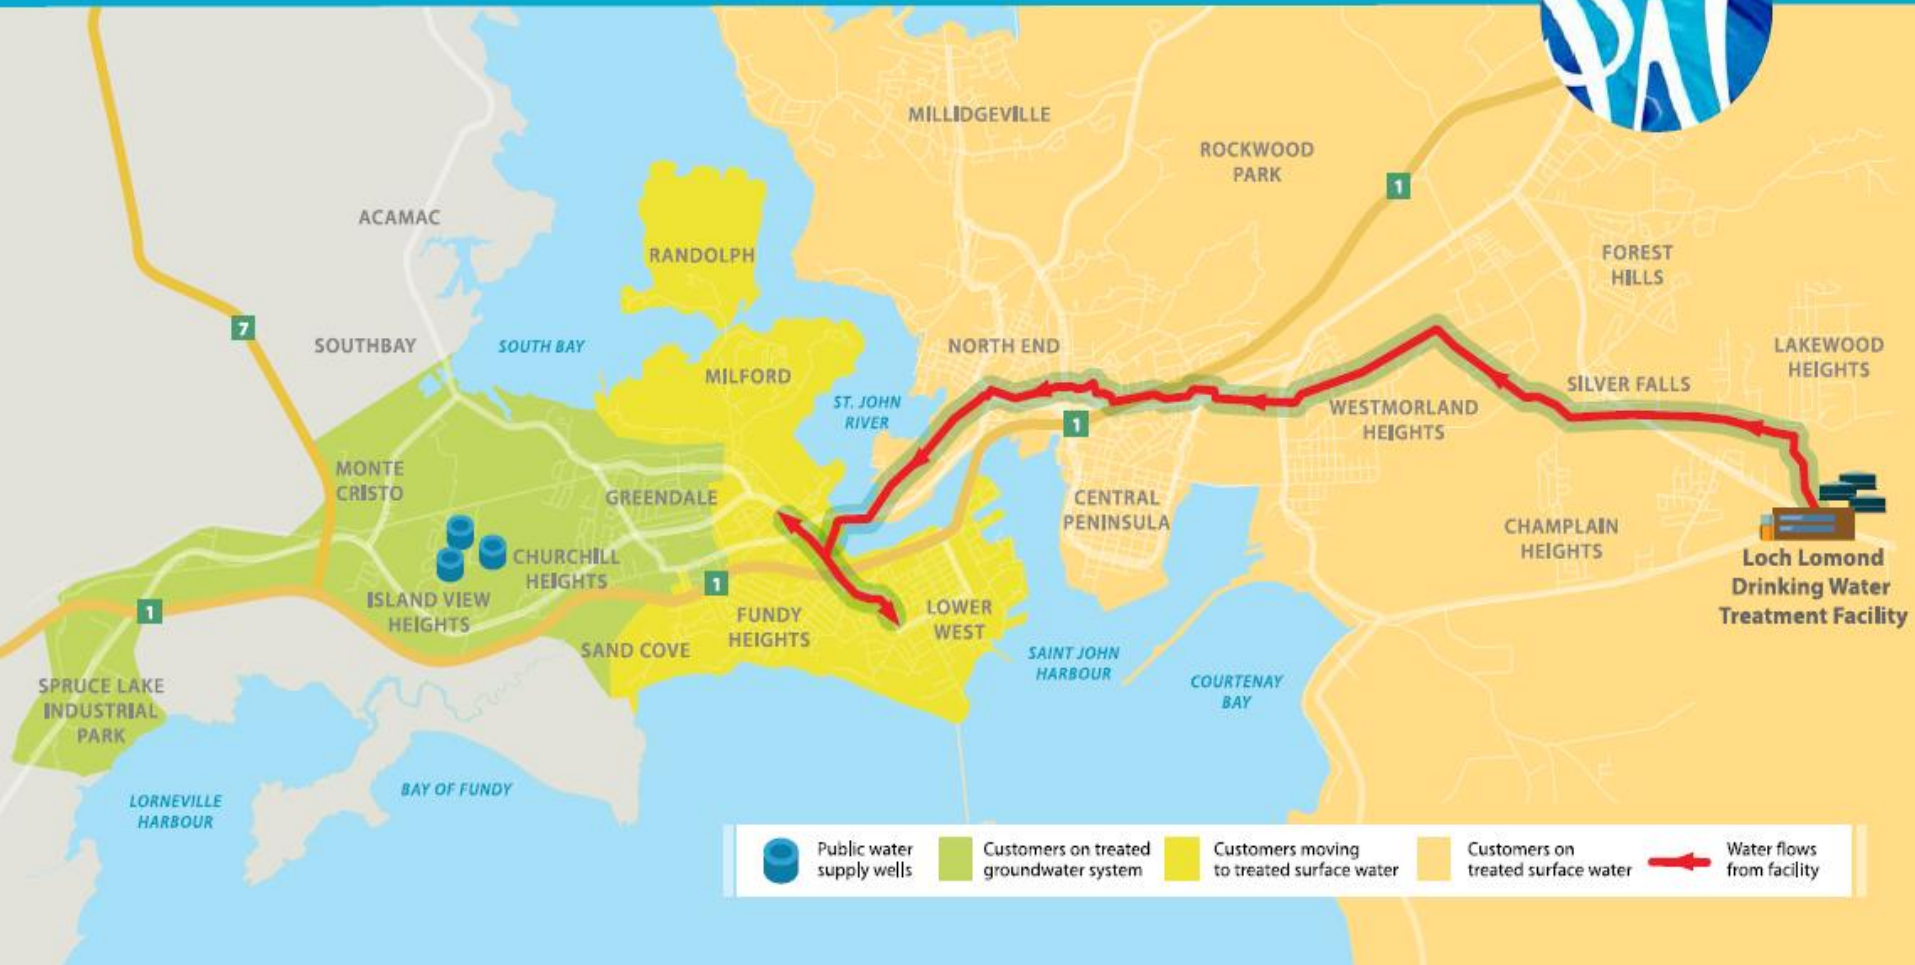 MILLIDGEVILLE
ROCKWOOD
PARK
1
ACAMAC
RANDOLPH
FOREST
HILLS
7
SOUTHBAY
SOUTH BAY
NORTH END
LAKEWOOD
HEIGHTS
MILFORD
SILVER FALLS
ST. JOHN
RIVER
WESTMORLAND
HEIGHTS
1
MONTE
CRISTO
GREENDALE
CENTRAL
PENINSULA
CHAMPLAIN
HEIGHTS
CHURCHILL
HEIGHTS
Loch Lomond
Drinking Water
Treatment Facility
1
1
ISLAND VIEW
HEIGHTS
FUNDY
HEIGHTS
LOWER
WEST
SAND COVE
SAINT JOHN
HARBOUR
COURTENAY
BAY
SPRUCE LAKE
INDUSTRIAL
PARK
LORNEVILLE
HARBOUR
BAY OF FUNDY
Public water
supply wells
Customers on treated
groundwater system
Customers moving
to treated surface water
Customers on
treated surface water
Water flows
from facility